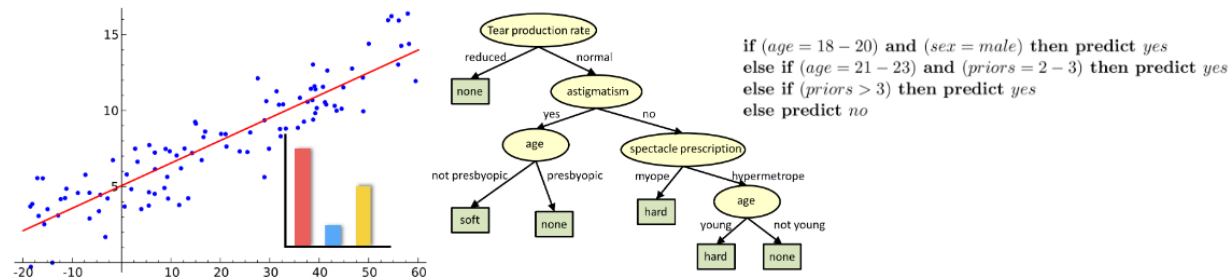 15
10
5
-20
-10
10
20
30
40
50
60
Tear production rate
reduced
normal
none
astigmatism
yes
no
age
spectacle prescription
not presbyopic
presbyopic
myope
hypermetrope
soft
none
hard
age
young
not young
hard
none
if (age = 18 − 20) and (sex = male) then predict yes
else if (age = 21 − 23) and (priors = 2 − 3) then predict yes
else if (priors > 3) then predict yes
else predict no